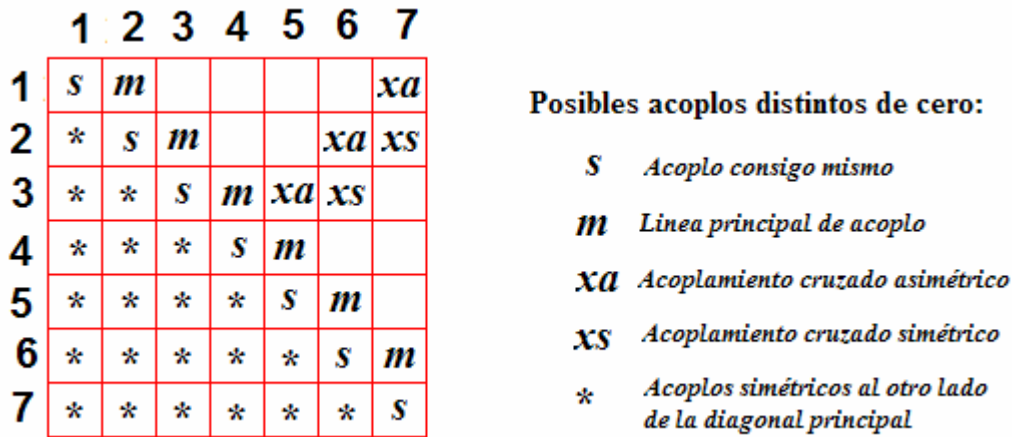 1 2 3 4 5 6 7
1 s m xa
2 * s m xa xs
3 * * s m xa xs
4 * * * s m
5 * * * * s m
6 * * * * * s m
7 * * * * * * s
Posibles acoplos distintos de cero:
s Acoplo consigo mismo
m Linea principal de acoplo
xa Acoplamiento cruzado asimétrico
xs Acoplamiento cruzado simétrico
* Acoplos simétricos al otro lado
de la diagonal principal